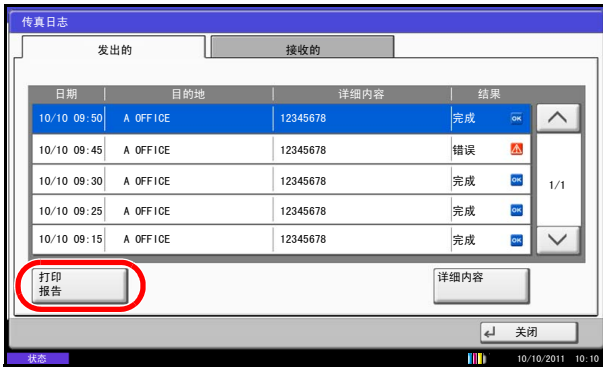 传真日志
发出的 接收的
日期 目的地 详细内容 结果
10/10 09:50 A OFFICE 12345678 完成 OK
10/10 09:45 A OFFICE 12345678 错误
10/10 09:30 A OFFICE 12345678 完成 OK
1/1
10/10 09:25 A OFFICE 12345678 完成 OK
10/10 09:15 A OFFICE 12345678 完成 OK
打印
报告
详细内容
关闭
状态 10/10/2011 10:10